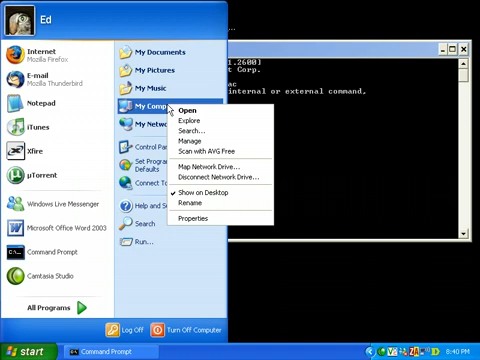 Ed
Internet
Mozilla Firefox
E-mail
Mozilla Thunderbird
Notepad
iTunes
Xfire
µTorrent
Windows Live Messenger
Microsoft Office Word 2003
Command Prompt
Camtasia Studio
All Programs
My Documents
My Pictures
My Music
My Comp
My Netw
Control Pan
Set Progra
Defaults
Connect To
Help and Su
Search
Run...
Open
Explore
Search...
Manage
Scan with AVG Free
Map Network Drive...
Disconnect Network Drive...
Show on Desktop
Rename
Properties
.1.2600]
t Corp.
ac
internal or external command,
Log Off
Turn Off Computer
start
Command Prompt
8:40 PM